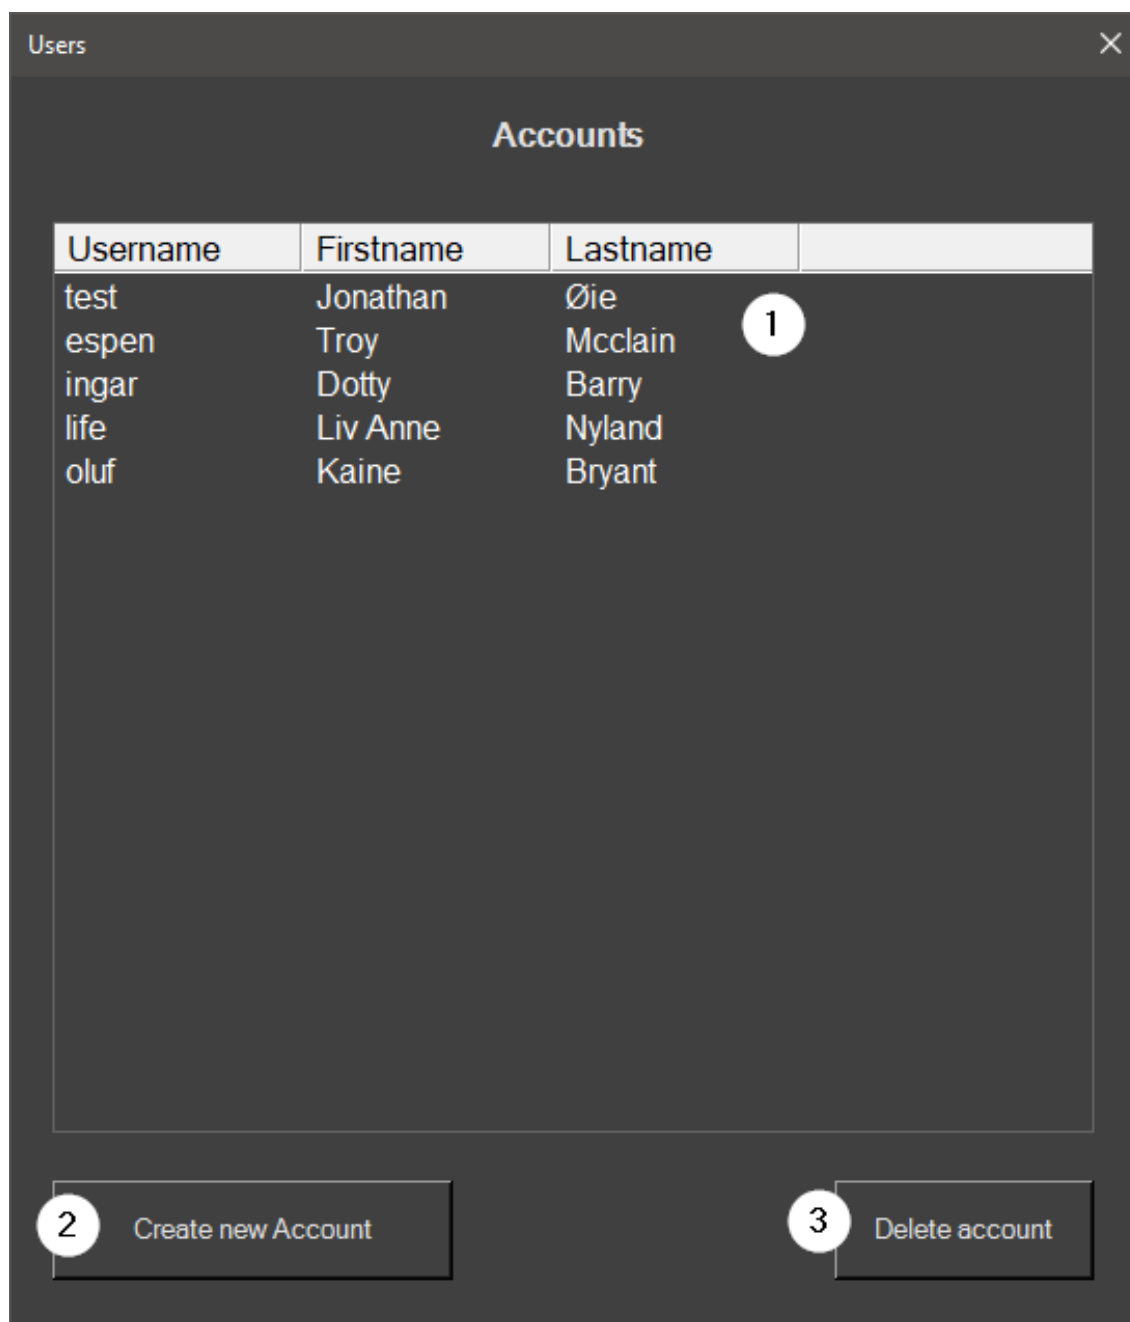 Users
Accounts
Username Firstname Lastname
test Jonathan Øie
1
espen Troy Mcclain
ingar Dotty Barry
life Liv Anne Nyland
oluf Kaine Bryant
2 Create new Account
3 Delete account